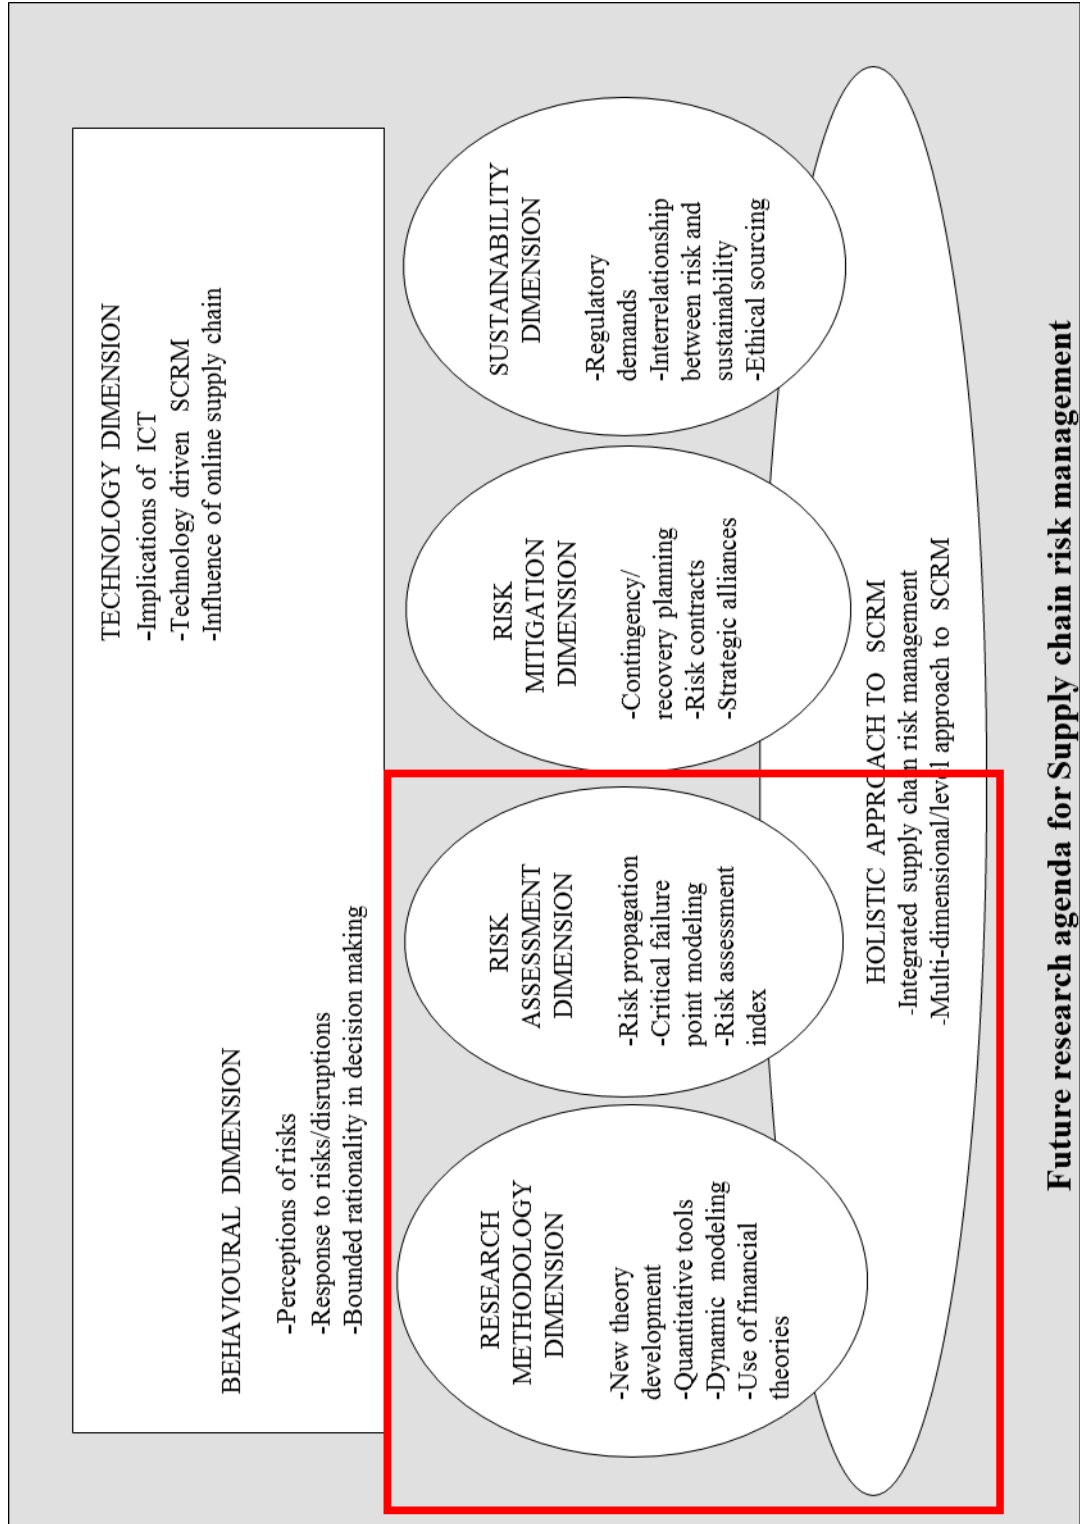 BEHAVIOURAL DIMENSION
-Perceptions of risks
-Response to risks/disruptions
-Bounded rationality in decision making
TECHNOLOGY DIMENSION
-Implications of ICT
-Technology driven SCRM
-Influence of online supply chain
RESEARCH
METHODOLOGY
DIMENSION
-New theory
development
-Quantitative tools
-Dynamic modeling
-Use of financial
theories
RISK
ASSESSMENT
DIMENSION
-Risk propagation
-Critical failure
point modeling
-Risk assessment
index
RISK
MITIGATION
DIMENSION
-Contingency/
recovery planning
-Risk contracts
-Strategic alliances
SUSTAINABILITY
DIMENSION
-Regulatory
demands
-Interrelationship
between risk and
sustainability
-Ethical sourcing
HOLISTIC APPROACH TO SCRM
-Integrated supply chain risk management
-Multi-dimensional/level approach to SCRM
Future research agenda for Supply chain risk management